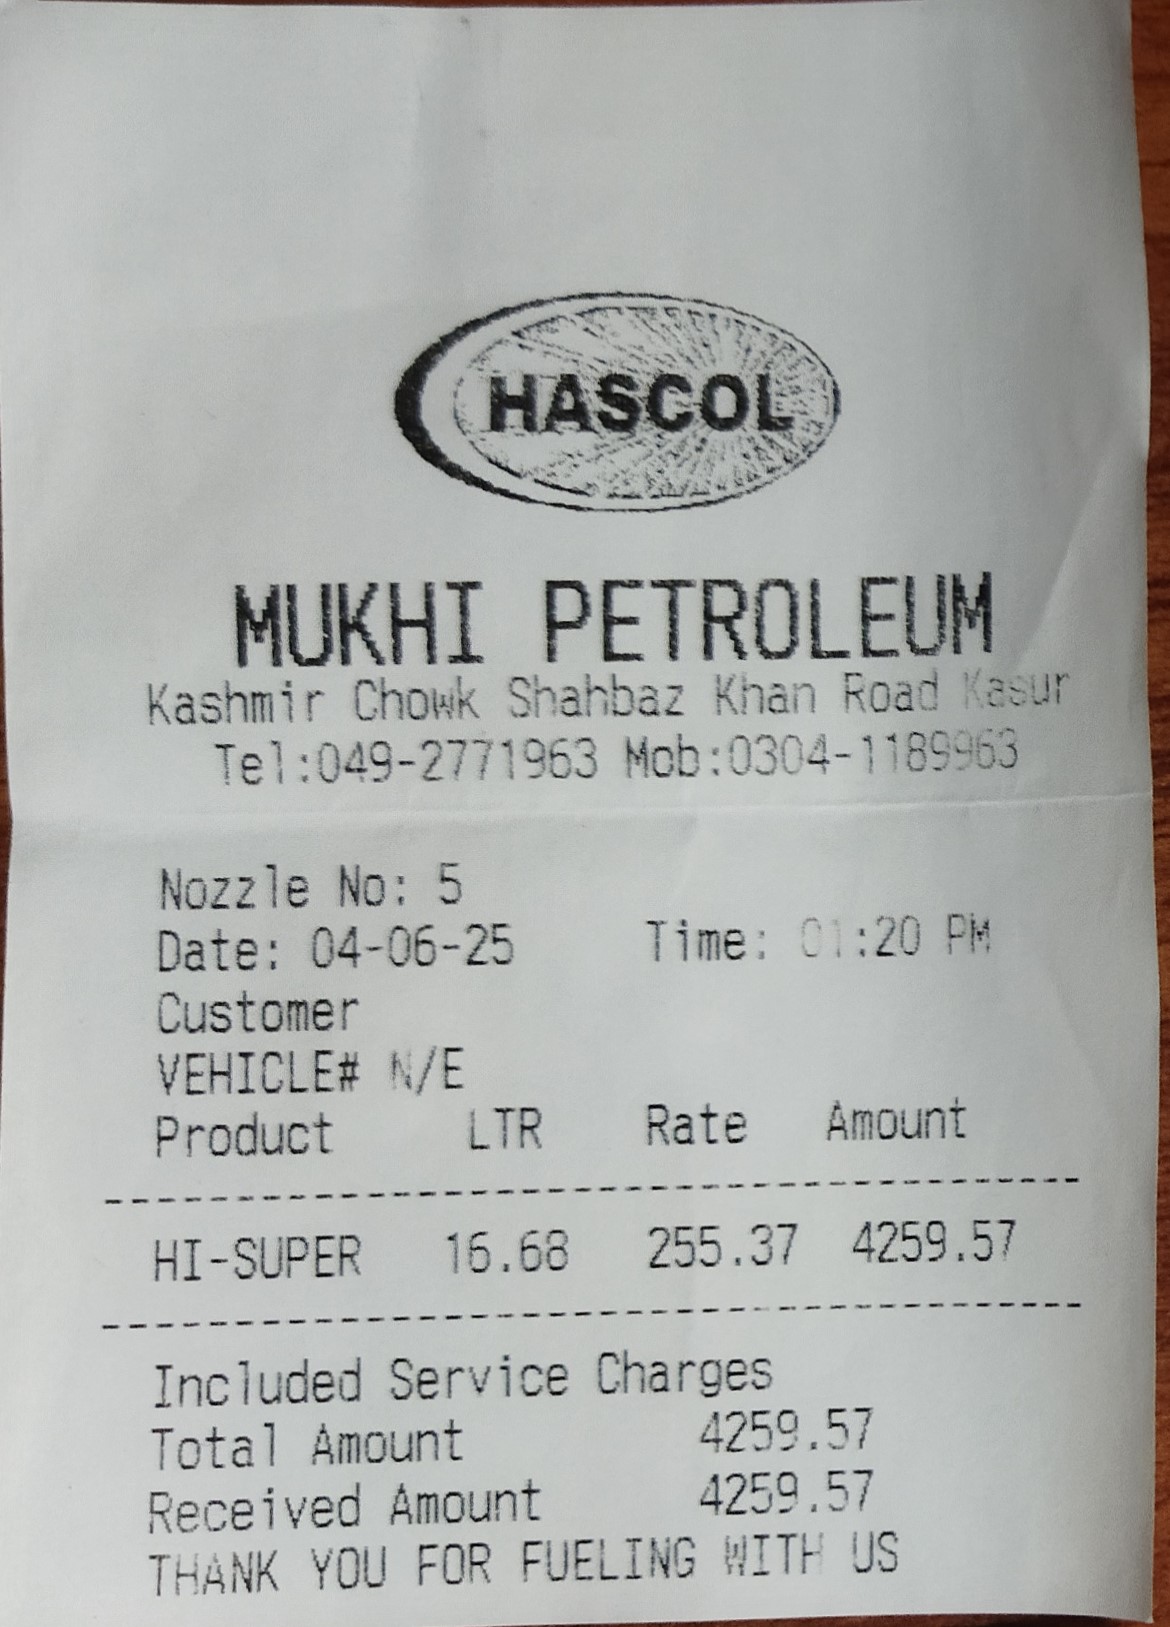 HASCOL
MUKHI PETROLEUM
Kashmir Chowk Shahbaz Khan Road Kasur
Tel:049-2771963 Mob:0304-1189963
Nozzle No: 5
Date: 04-06-25 Time: 01:20 PM
Customer
VEHICLE# N/E
Product LTR Rate Amount
HI-SUPER 16.68 255.37 4259.57
Included Service Charges
Total Amount 4259.57
Received Amount 4259.57
THANK YOU FOR FUELING WITH US